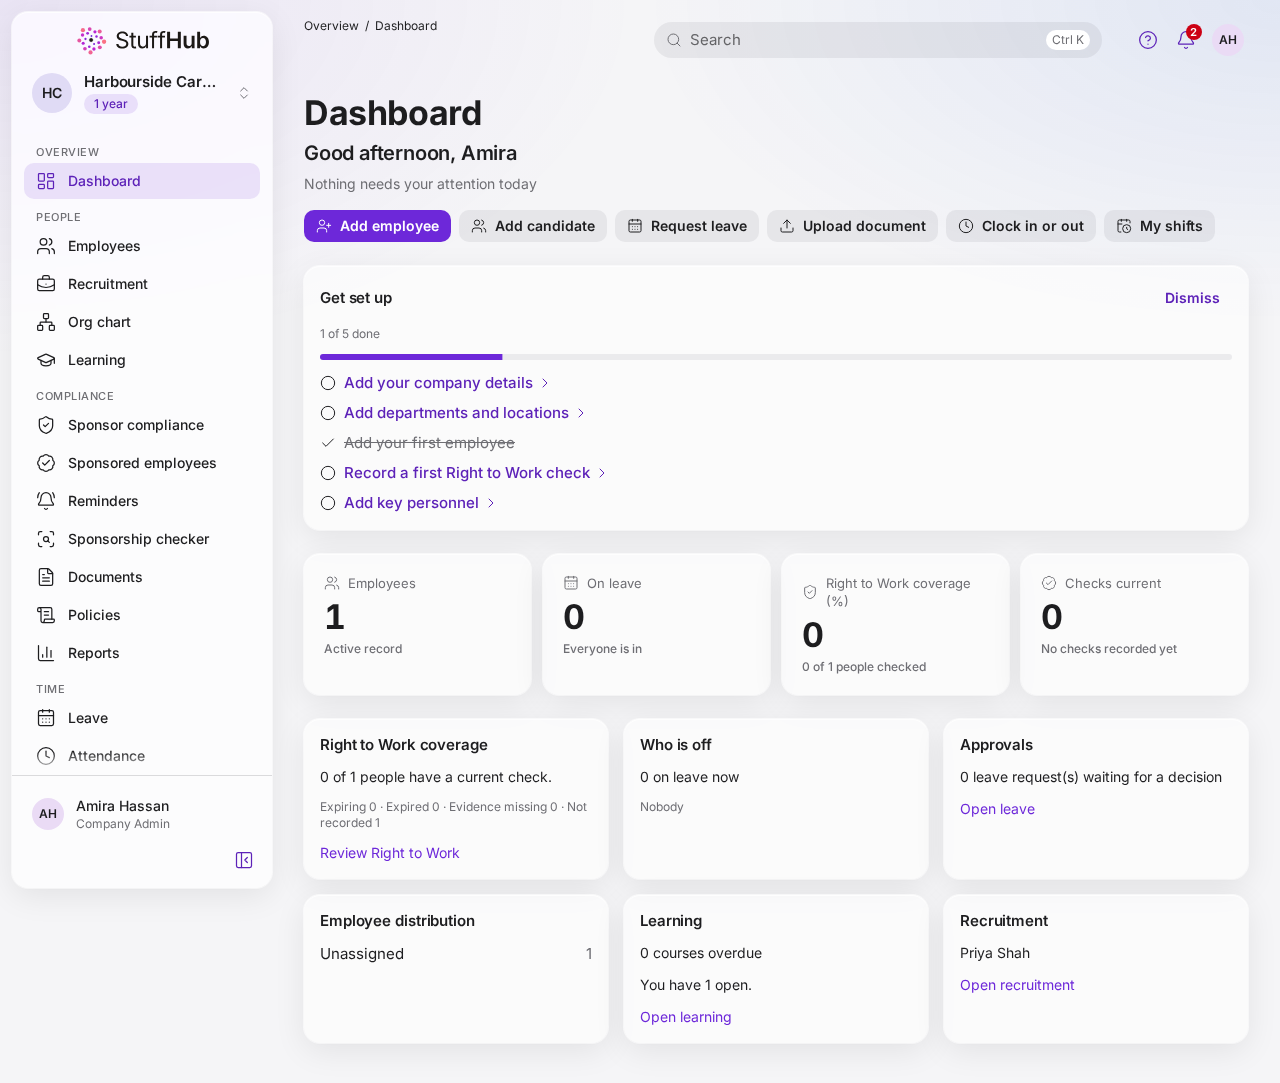 StuffHub
HC
Harbourside Car...
1 year
OVERVIEW
Dashboard
PEOPLE
Employees
Recruitment
Org chart
Learning
COMPLIANCE
Sponsor compliance
Sponsored employees
Reminders
Sponsorship checker
Documents
Policies
Reports
TIME
Leave
Attendance
AH
Amira Hassan
Company Admin
Overview / Dashboard
Search
Ctrl K
2
AH
Dashboard
Good afternoon, Amira
Nothing needs your attention today
Add employee
Add candidate
Request leave
Upload document
Clock in or out
My shifts
Get set up
Dismiss
1 of 5 done
Add your company details
Add departments and locations
Add your first employee
Record a first Right to Work check
Add key personnel
Employees
1
Active record
On leave
0
Everyone is in
Right to Work coverage
(%)
0
0 of 1 people checked
Checks current
0
No checks recorded yet
Right to Work coverage
0 of 1 people have a current check.
Expiring 0 · Expired 0 · Evidence missing 0 · Not
recorded 1
Review Right to Work
Who is off
0 on leave now
Nobody
Approvals
0 leave request(s) waiting for a decision
Open leave
Employee distribution
Unassigned 1
Learning
0 courses overdue
You have 1 open.
Open learning
Recruitment
Priya Shah
Open recruitment